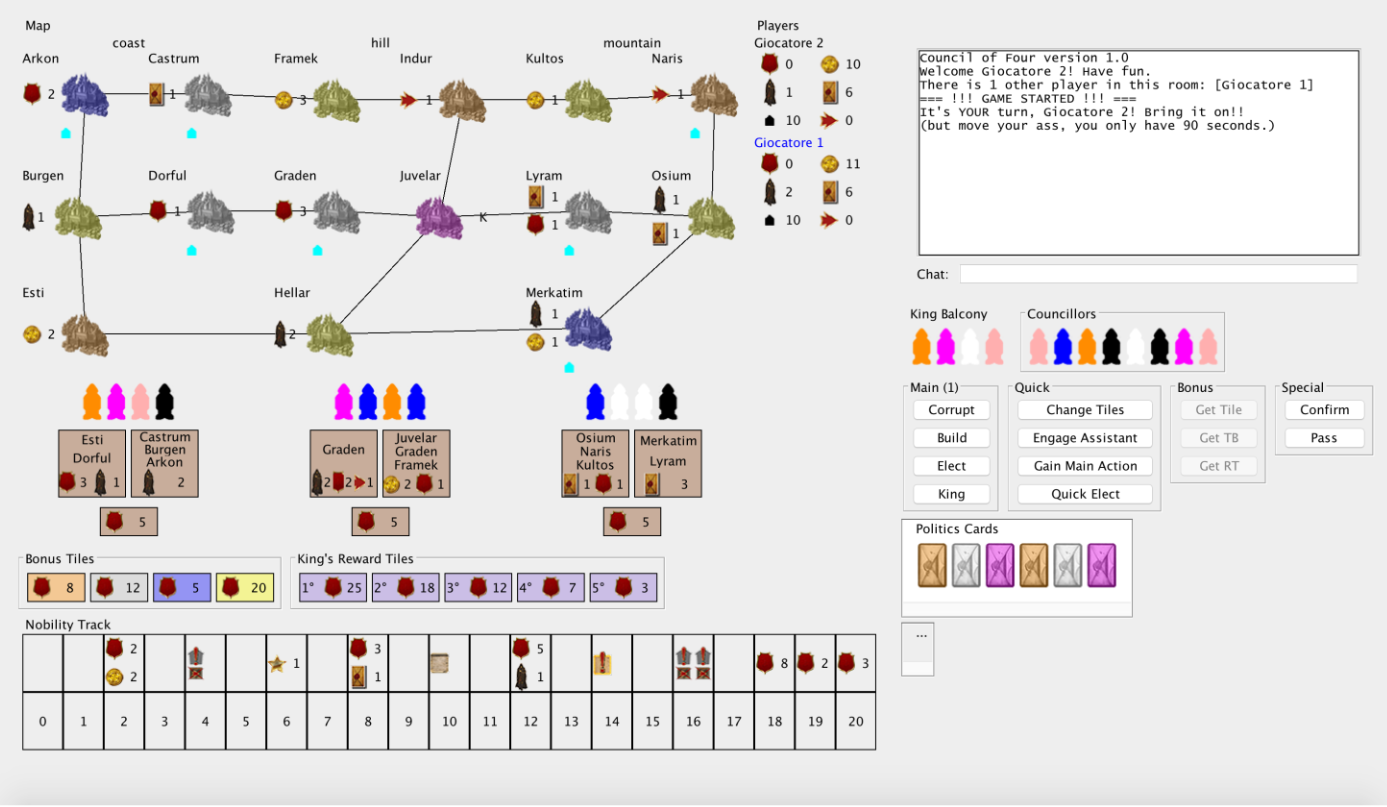 Map
coast hill mountain
Arkon Castrum Framek Indur Kultos Naris
2 1 3 1 1 1
Burgen Dorful Graden Juvelar Lyram Osium
1 1 3 K 1 1
1 1
Esti Hellar Merkatim
1
2 2 1
Esti
Dorful
3 1
Castrum
Burgen
Arkon
2
Graden
2 2 1
Juvelar
Graden
Framek
2 1
Osium
Naris
Kultos
1 1
Merkatim
Lyram
3
5 5 5
Bonus Tiles
8 12 5 20
King's Reward Tiles
1° 25 2° 18 3° 12 4° 7 5° 3
Nobility Track
2 3 5
2 1 1 1 8 2 3
0 1 2 3 4 5 6 7 8 9 10 11 12 13 14 15 16 17 18 19 20
Players
Giocatore 2
0 10
1 6
10 0
Giocatore 1
0 11
2 6
10 0
Council of Four version 1.0
Welcome Giocatore 2! Have fun.
There is 1 other player in this room: [Giocatore 1]
=== !!! GAME STARTED !!! ===
It's YOUR turn, Giocatore 2! Bring it on!!
(but move your ass, you only have 90 seconds.)
Chat:
King Balcony
Councillors
Main (1)
Corrupt
Build
Elect
King
Quick
Change Tiles
Engage Assistant
Gain Main Action
Quick Elect
Bonus
Get Tile
Get TB
Get RT
Special
Confirm
Pass
Politics Cards
...